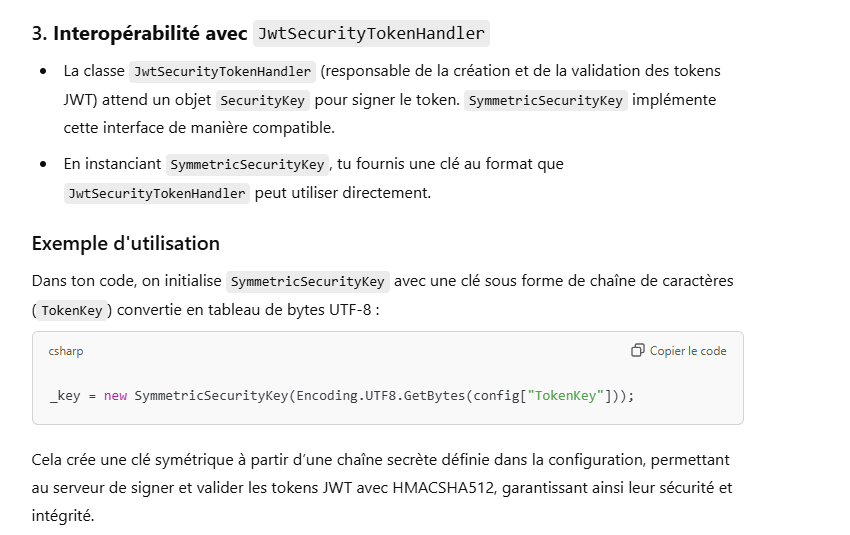 3. Interopérabilité avec JwtSecurityTokenHandler
• La classe JwtSecurityTokenHandler (responsable de la création et de la validation des tokens
JWT) attend un objet SecurityKey pour signer le token. SymmetricSecurityKey implémente
cette interface de manière compatible.
• En instanciant SymmetricSecurityKey, tu fournis une clé au format que
JwtSecurityTokenHandler peut utiliser directement.
Exemple d'utilisation
Dans ton code, on initialise SymmetricSecurityKey avec une clé sous forme de chaîne de caractères
(TokenKey) convertie en tableau de bytes UTF-8 :
csharp Copier le code
_key = new SymmetricSecurityKey(Encoding.UTF8.GetBytes(config["TokenKey"]));
Cela crée une clé symétrique à partir d’une chaîne secrète définie dans la configuration, permettant
au serveur de signer et valider les tokens JWT avec HMACSHA512, garantissant ainsi leur sécurité et
intégrité.